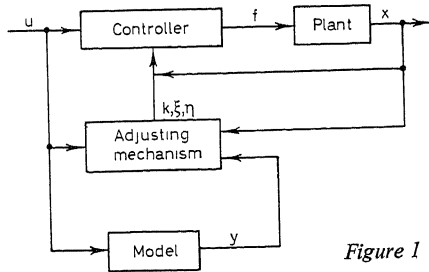 u
Controller
f
Plant
x
k,ξ,η
Adjusting
mechanism
Model
y
Figure 1